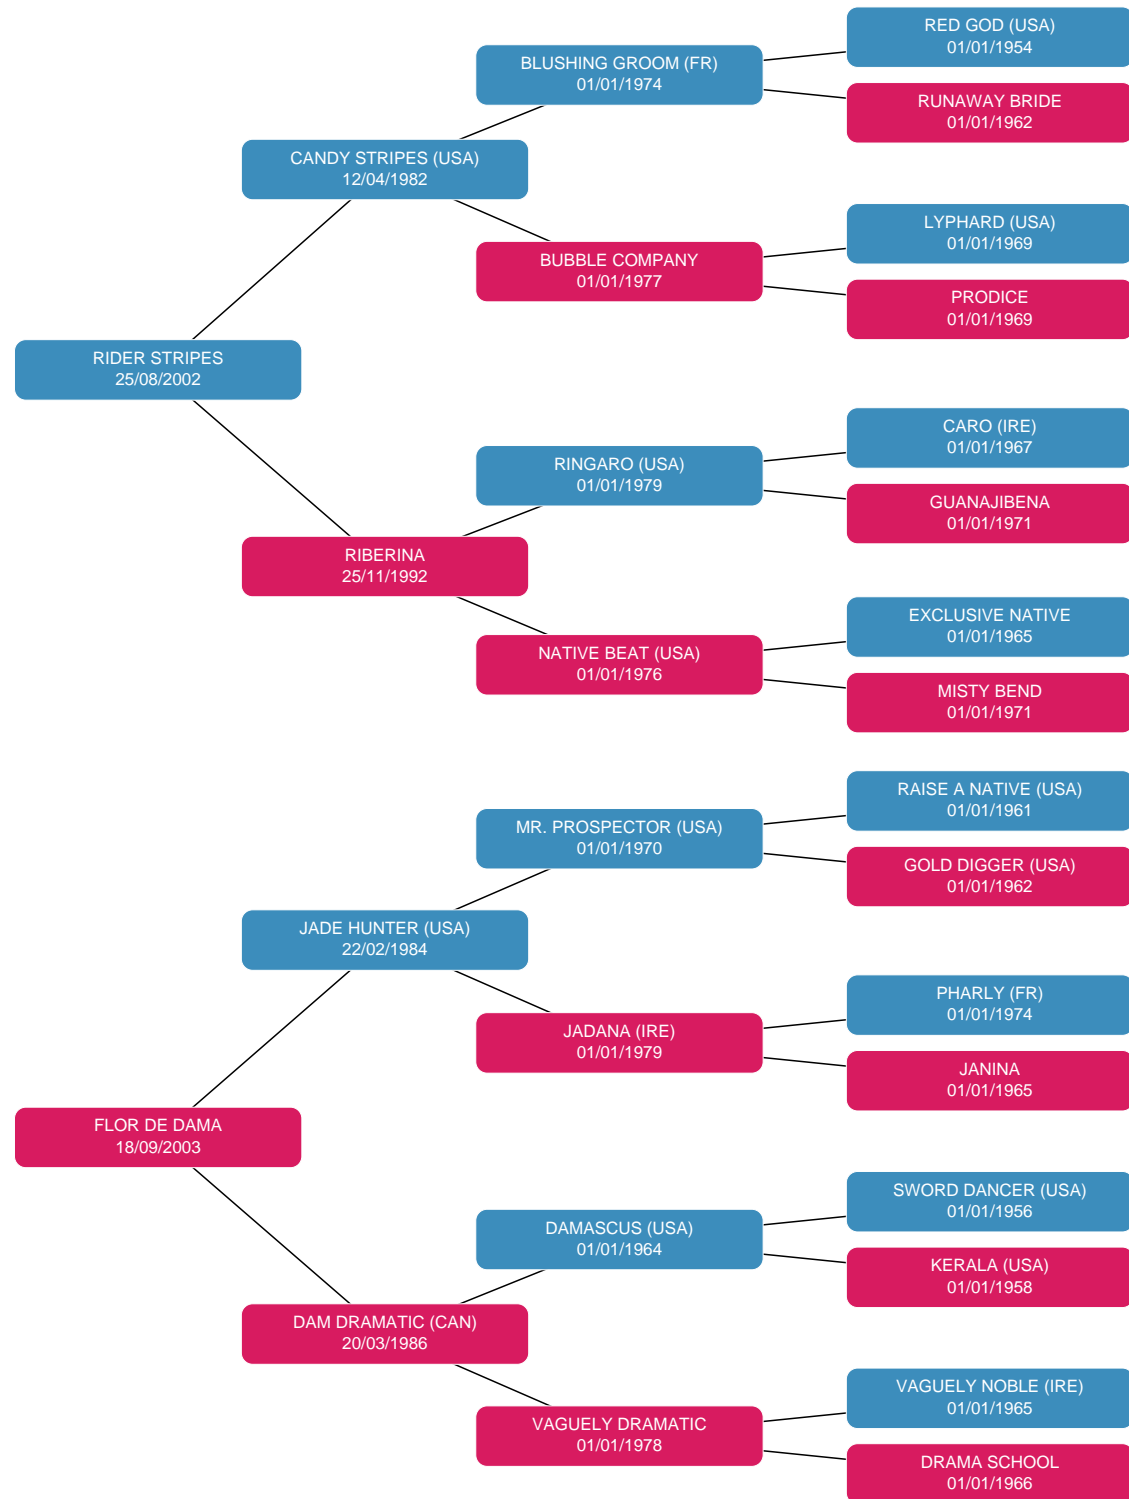 RED GOD (USA)
01/01/1954
BLUSHING GROOM (FR)
01/01/1974
RUNAWAY BRIDE
01/01/1962
CANDY STRIPES (USA)
12/04/1982
LYPHARD (USA)
01/01/1969
BUBBLE COMPANY
01/01/1977
PRODICE
01/01/1969
RIDER STRIPES
25/08/2002
CARO (IRE)
01/01/1967
RINGARO (USA)
01/01/1979
GUANAJIBENA
01/01/1971
RIBERINA
25/11/1992
EXCLUSIVE NATIVE
01/01/1965
NATIVE BEAT (USA)
01/01/1976
MISTY BEND
01/01/1971
RAISE A NATIVE (USA)
01/01/1961
MR. PROSPECTOR (USA)
01/01/1970
GOLD DIGGER (USA)
01/01/1962
JADE HUNTER (USA)
22/02/1984
PHARLY (FR)
01/01/1974
JADANA (IRE)
01/01/1979
JANINA
01/01/1965
FLOR DE DAMA
18/09/2003
SWORD DANCER (USA)
01/01/1956
DAMASCUS (USA)
01/01/1964
KERALA (USA)
01/01/1958
DAM DRAMATIC (CAN)
20/03/1986
VAGUELY NOBLE (IRE)
01/01/1965
VAGUELY DRAMATIC
01/01/1978
DRAMA SCHOOL
01/01/1966